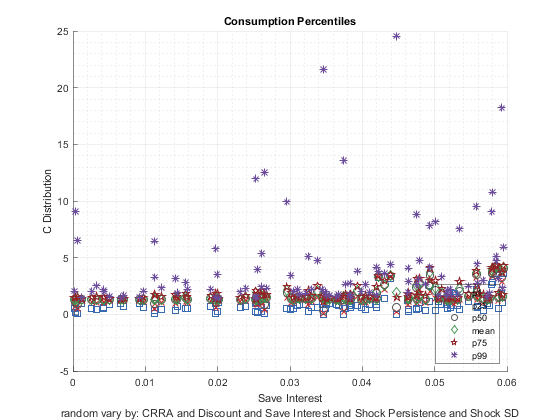 Consumption Percentiles
C Distribution
25
20
15
10
5
0
-5
p50
mean
p75
p99
0 0.01 0.02 0.03 0.04 0.05 0.06
Save Interest
random vary by: CRRA and Discount and Save Interest and Shock Persistence and Shock SD